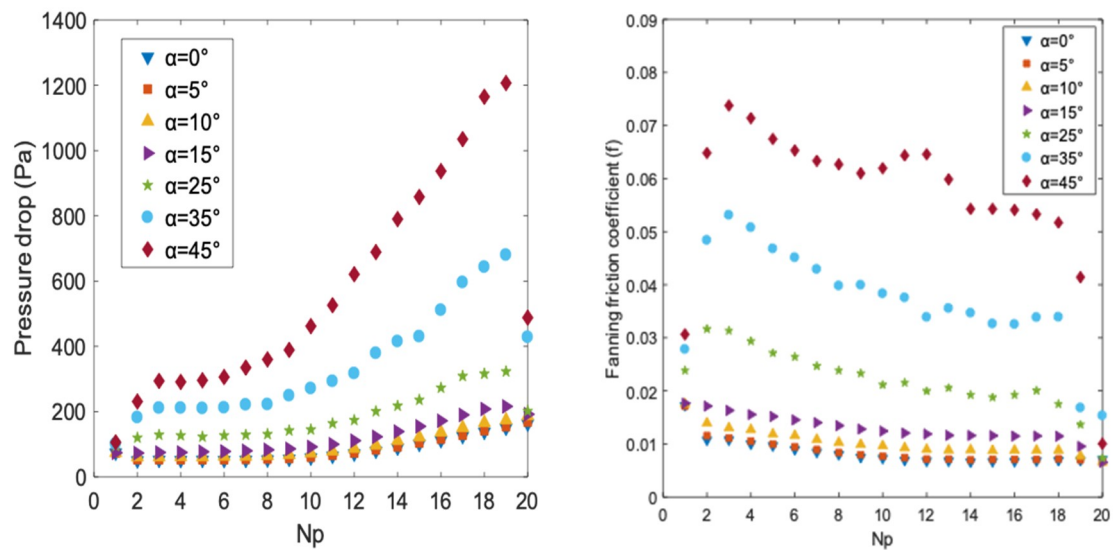 1400
1200
1000
800
600
400
200
0
Pressure drop (Pa)
α=0°
α=5°
α=10°
α=15°
α=25°
α=35°
α=45°
0 2 4 6 8 10 12 14 16 18 20
Np
0.09
0.08
0.07
0.06
0.05
0.04
0.03
0.02
0.01
0
Fanning friction coefficient (f)
α=0°
α=5°
α=10°
α=15°
α=25°
α=35°
α=45°
0 2 4 6 8 10 12 14 16 18 20
Np